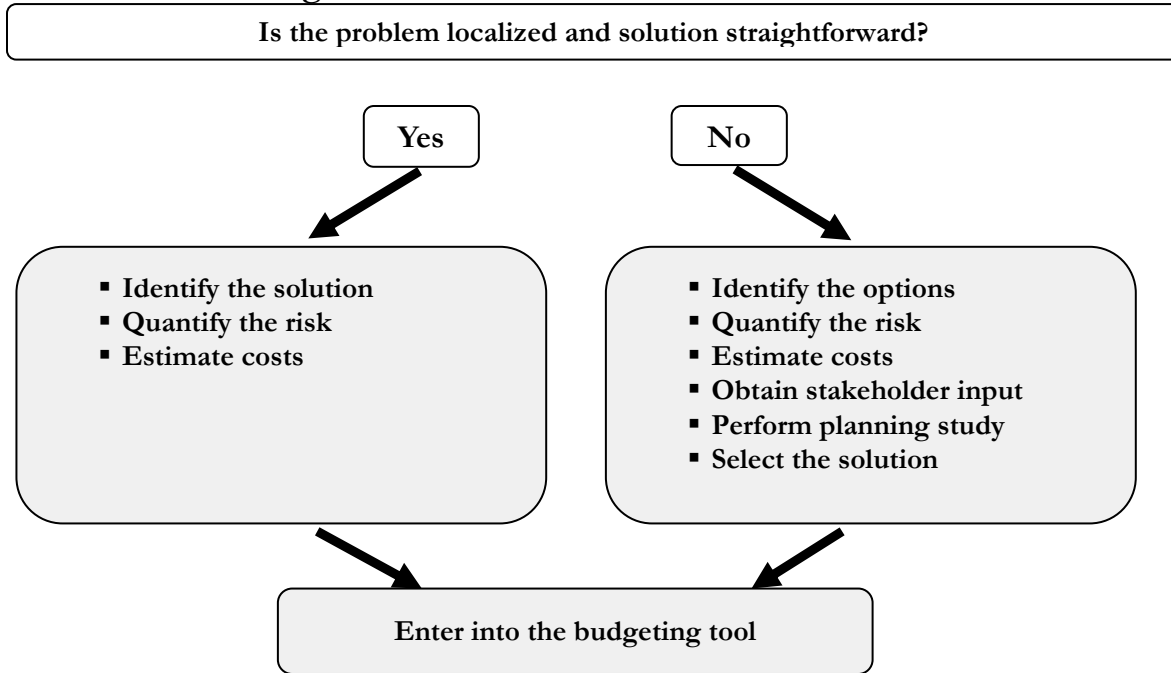 Is the problem localized and solution straightforward?
Yes
No
▪ Identify the solution
▪ Quantify the risk
▪ Estimate costs
▪ Identify the options
▪ Quantify the risk
▪ Estimate costs
▪ Obtain stakeholder input
▪ Perform planning study
▪ Select the solution
Enter into the budgeting tool